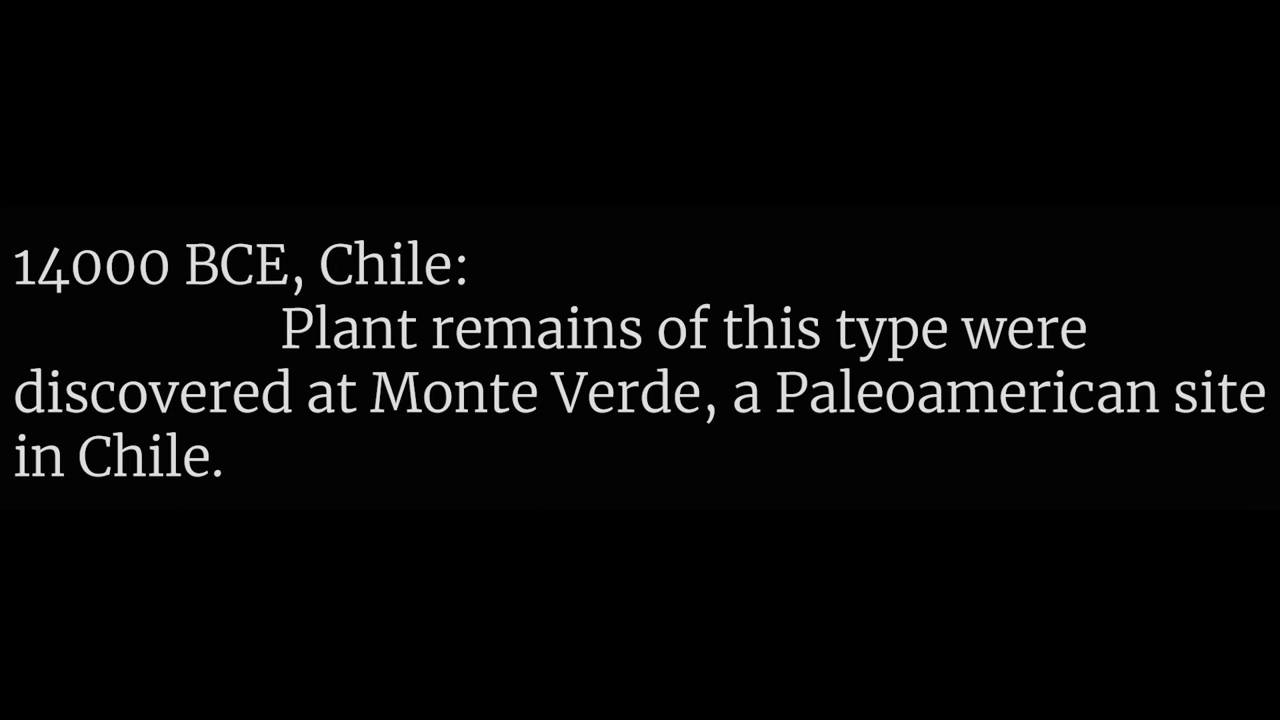 14000 BCE, Chile:
Plant remains of this type were
discovered at Monte Verde, a Paleoamerican site
in Chile.